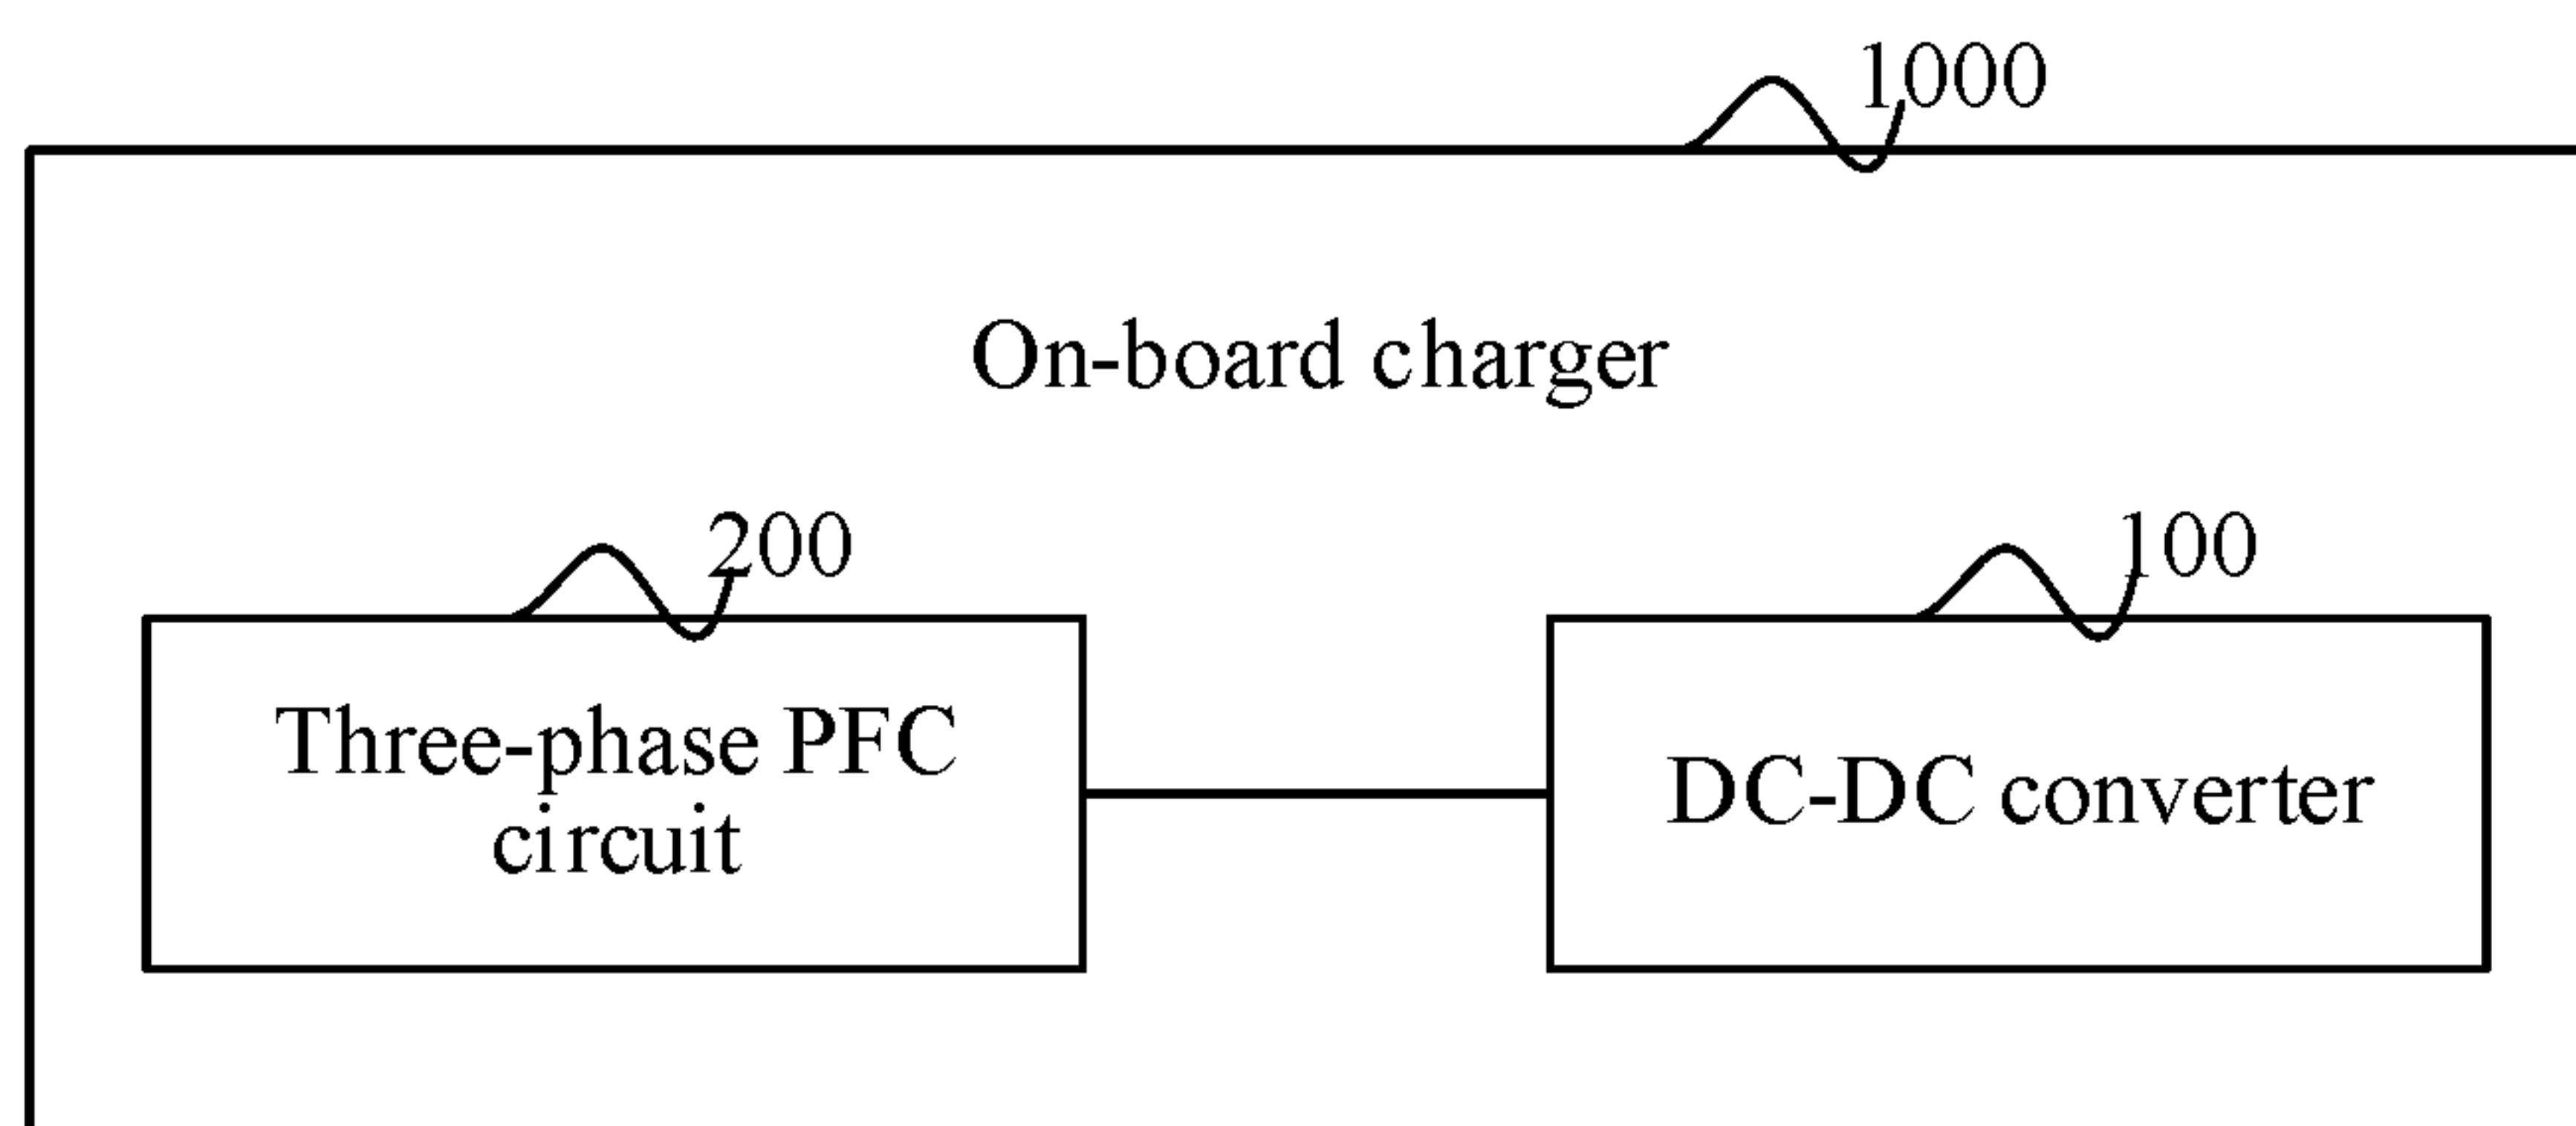 1000
On-board charger
200
100
Three-phase PFC
circuit
DC-DC converter